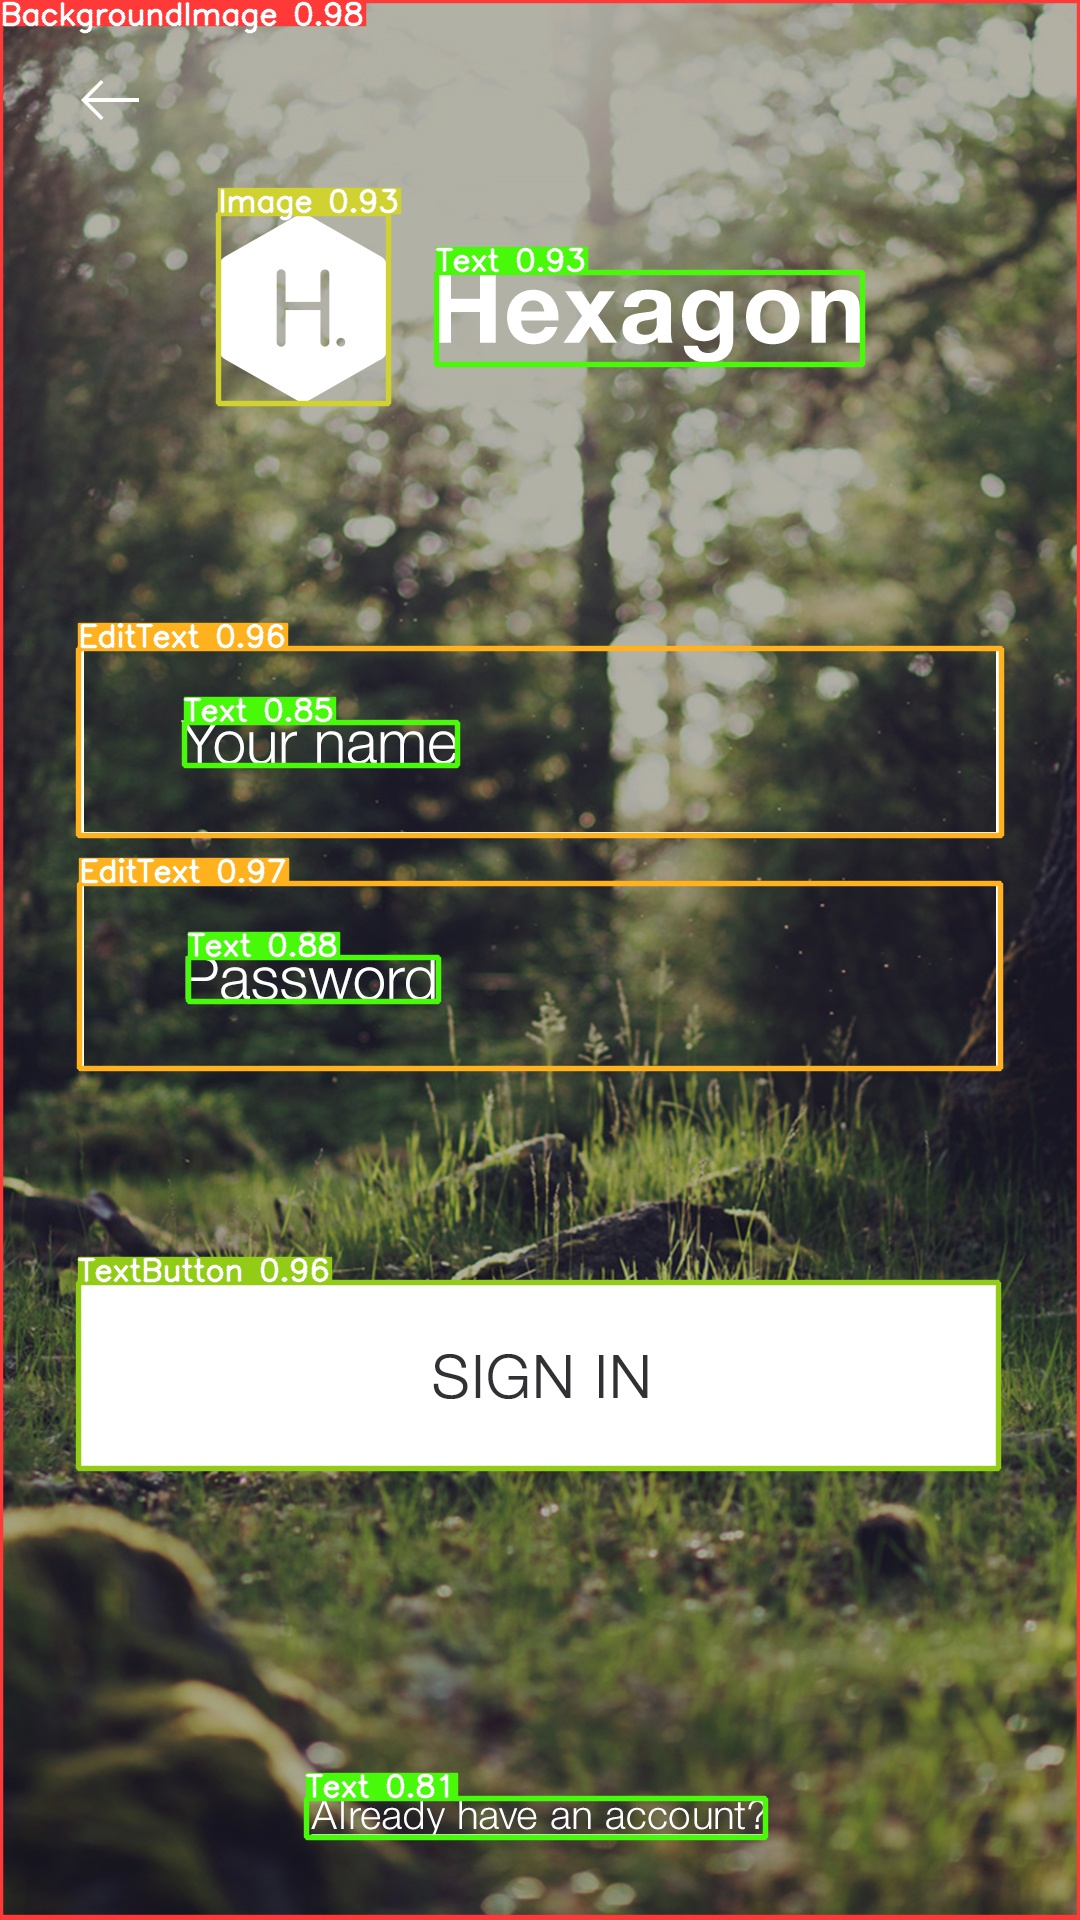 BackgroundImage 0.98
Image 0.93
H.
Text 0.93
Hexagon
EditText 0.96
Text 0.85
Your name
EditText 0.97
Text 0.88
Password
TextButton 0.96
SIGN IN
Text 0.81
Already have an account?